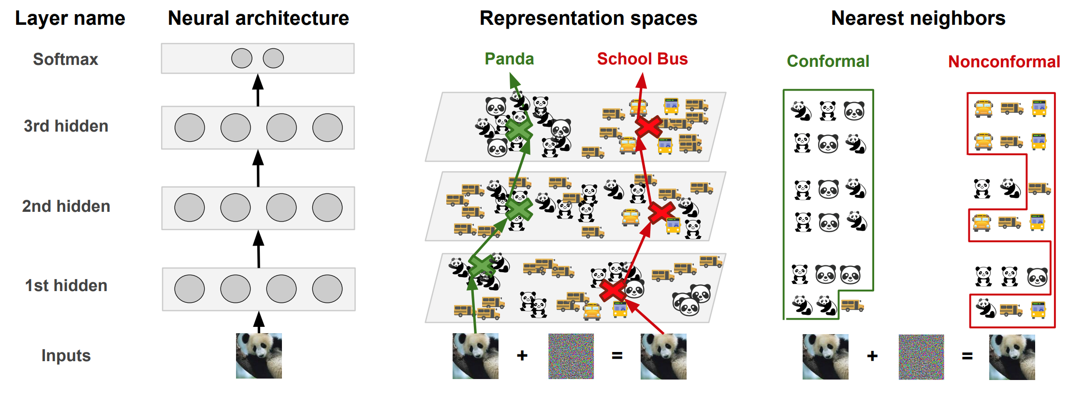 Layer name
Neural architecture
Representation spaces
Nearest neighbors
Softmax
Panda
School Bus
Conformal
Nonconformal
3rd hidden
2nd hidden
1st hidden
Inputs
+
=
+
=